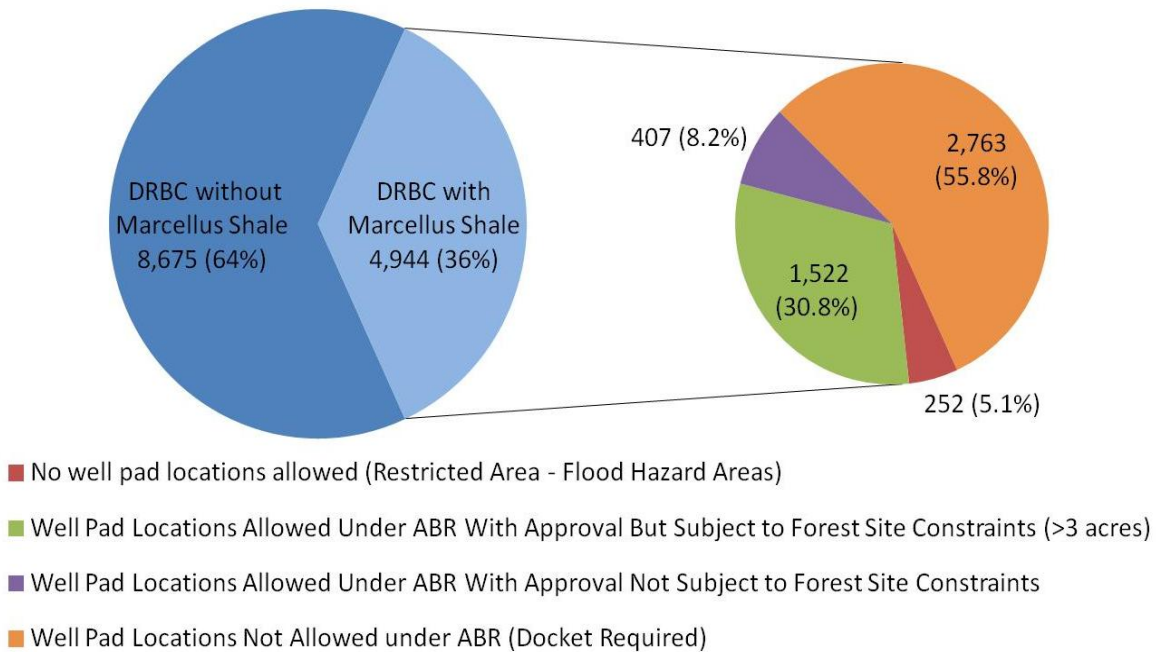 DRBC without
Marcellus Shale
8,675 (64%)
DRBC with
Marcellus Shale
4,944 (36%)
407 (8.2%)
2,763
(55.8%)
1,522
(30.8%)
252 (5.1%)
No well pad locations allowed (Restricted Area - Flood Hazard Areas)
Well Pad Locations Allowed Under ABR With Approval But Subject to Forest Site Constraints (>3 acres)
Well Pad Locations Allowed Under ABR With Approval Not Subject to Forest Site Constraints
Well Pad Locations Not Allowed under ABR (Docket Required)